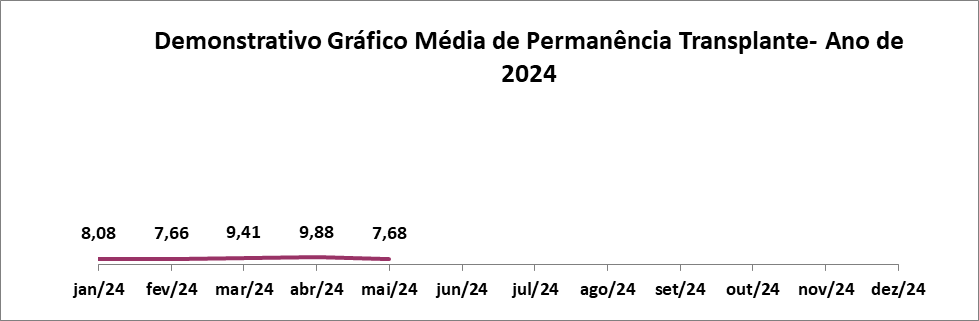 Demonstrativo Gráfico Média de Permanência Transplante- Ano de
2024
8,08 7,66 9,41 9,88 7,68
jan/24 fev/24 mar/24 abr/24 mai/24 jun/24 jul/24 ago/24 set/24 out/24 nov/24 dez/24